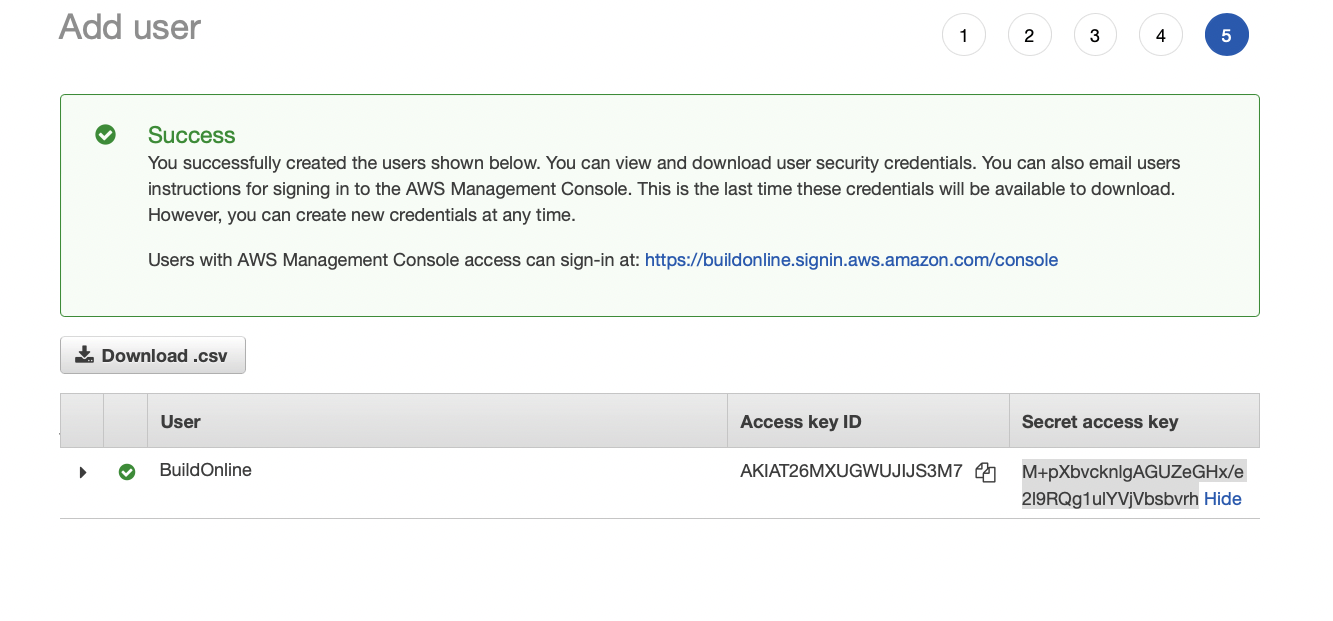 Add user
1 2 3 4 5
Success
You successfully created the users shown below. You can view and download user security credentials. You can also email users
instructions for signing in to the AWS Management Console. This is the last time these credentials will be available to download.
However, you can create new credentials at any time.
Users with AWS Management Console access can sign-in at: https://buildonline.signin.aws.amazon.com/console
Download .csv
User Access key ID Secret access key
BuildOnline AKIAT26MXUGWUJIJS3M7
Hide